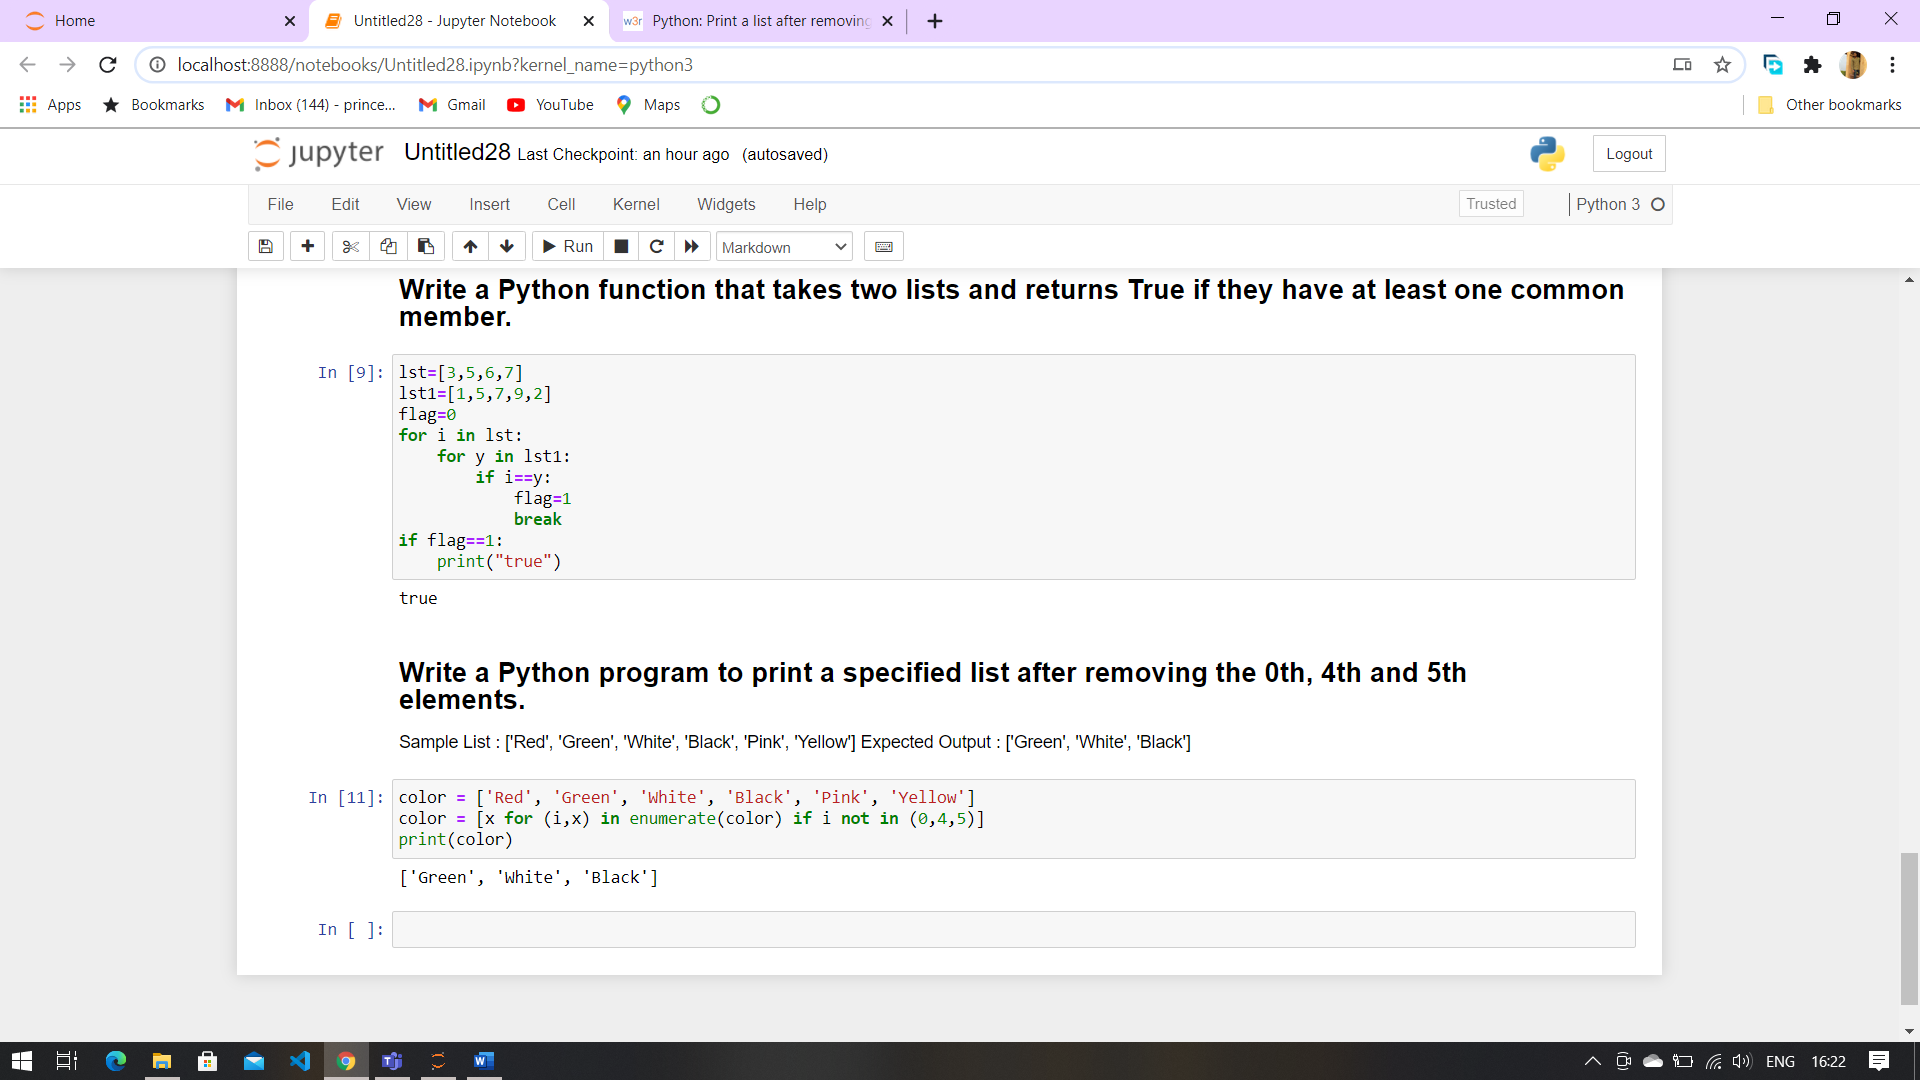 Home
Untitled28 - Jupyter Notebook
w3r Python: Print a list after removing
localhost:8888/notebooks/Untitled28.ipynb?kernel_name=python3
Apps Bookmarks Inbox (144) - prince... Gmail YouTube Maps Other bookmarks
jupyter Untitled28 Last Checkpoint: an hour ago (autosaved) Logout
File Edit View Insert Cell Kernel Widgets Help Trusted Python 3
Run Markdown
Write a Python function that takes two lists and returns True if they have at least one common
member.
In [9]: lst=[3,5,6,7]
lst1=[1,5,7,9,2]
flag=0
for i in lst:
    for y in lst1:
        if i==y:
            flag=1
            break
if flag==1:
    print("true")
true
Write a Python program to print a specified list after removing the 0th, 4th and 5th
elements.
Sample List : ['Red', 'Green', 'White', 'Black', 'Pink', 'Yellow'] Expected Output : ['Green', 'White', 'Black']
In [11]: color = ['Red', 'Green', 'White', 'Black', 'Pink', 'Yellow']
color = [x for (i,x) in enumerate(color) if i not in (0,4,5)]
print(color)
['Green', 'White', 'Black']
In [ ]:
ENG 16:22